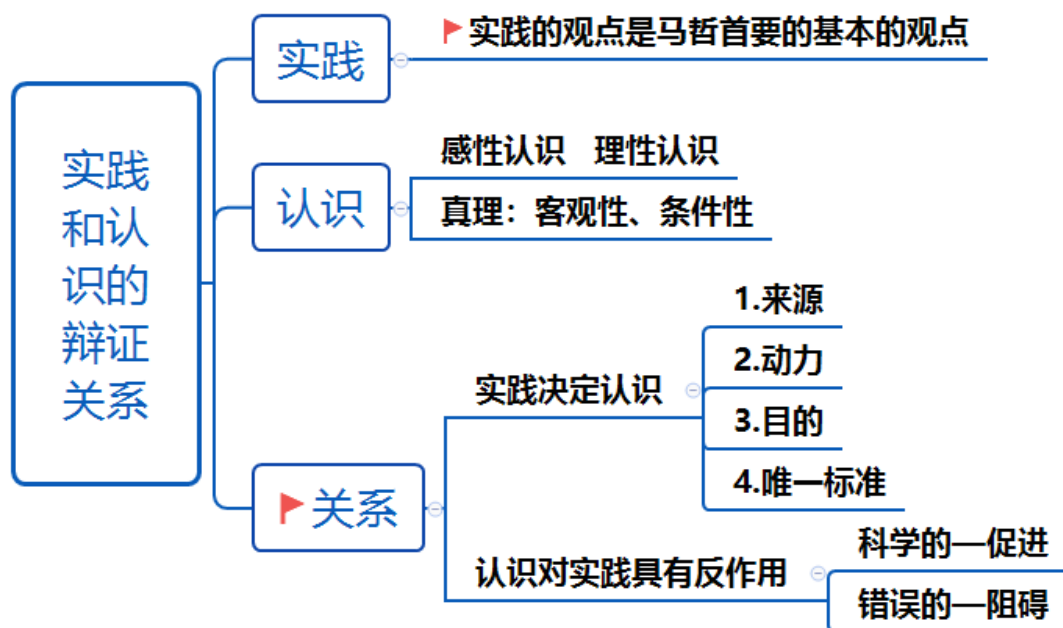 实践
和认
识的
辩证
关系
实践
实践的观点是马哲首要的基本的观点
认识
感性认识 理性认识
真理：客观性、条件性
关系
实践决定认识
1.来源
2.动力
3.目的
4.唯一标准
认识对实践具有反作用
科学的—促进
错误的—阻碍